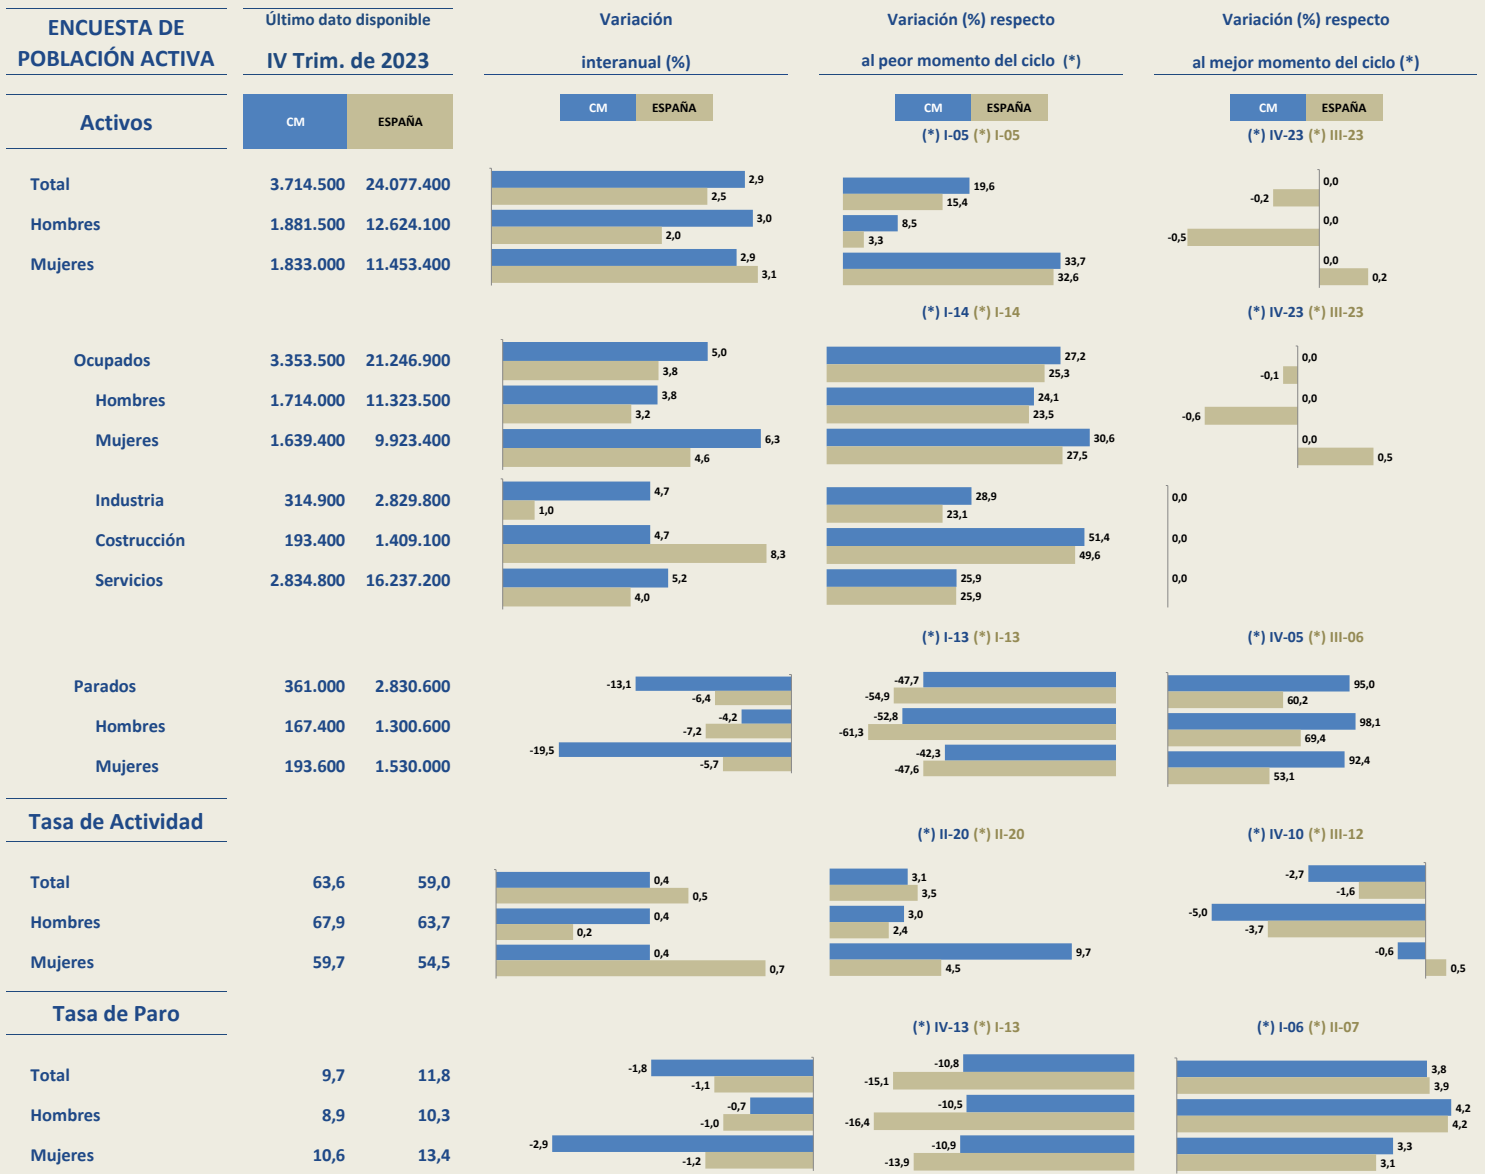 ENCUESTA DE POBLACIÓN ACTIVA
Último dato disponible
IV Trim. de 2023
Variación
interanual (%)
Variación (%) respecto
al peor momento del ciclo (*)
Variación (%) respecto
al mejor momento del ciclo (*)
Activos
CM ESPAÑA
CM ESPAÑA
CM ESPAÑA
CM ESPAÑA
(*) I-05 (*) I-05
(*) IV-23 (*) III-23
Total 3.714.500 24.077.400 2,9 2,5 19,6 15,4 0,0 -0,2
Hombres 1.881.500 12.624.100 3,0 2,0 8,5 3,3 0,0 -0,5
Mujeres 1.833.000 11.453.400 2,9 3,1 33,7 32,6 0,0 0,2
(*) I-14 (*) I-14
(*) IV-23 (*) III-23
Ocupados 3.353.500 21.246.900 5,0 3,8 27,2 25,3 0,0 -0,1
Hombres 1.714.000 11.323.500 3,8 3,2 24,1 23,5 0,0 -0,6
Mujeres 1.639.400 9.923.400 6,3 4,6 30,6 27,5 0,0 0,5
Industria 314.900 2.829.800 4,7 1,0 28,9 23,1 0,0
Costrucción 193.400 1.409.100 4,7 8,3 51,4 49,6 0,0
Servicios 2.834.800 16.237.200 5,2 4,0 25,9 25,9 0,0
(*) I-13 (*) I-13
(*) IV-05 (*) III-06
Parados 361.000 2.830.600 -13,1 -6,4 -47,7 -54,9 95,0 60,2
Hombres 167.400 1.300.600 -4,2 -7,2 -52,8 -61,3 98,1 69,4
Mujeres 193.600 1.530.000 -19,5 -5,7 -42,3 -47,6 92,4 53,1
Tasa de Actividad
(*) II-20 (*) II-20
(*) IV-10 (*) III-12
Total 63,6 59,0 0,4 0,5 3,1 3,5 -2,7 -1,6
Hombres 67,9 63,7 0,4 0,2 3,0 2,4 -5,0 -3,7
Mujeres 59,7 54,5 0,4 0,7 9,7 4,5 -0,6 0,5
Tasa de Paro
(*) IV-13 (*) I-13
(*) I-06 (*) II-07
Total 9,7 11,8 -1,8 -1,1 -10,8 -15,1 3,8 3,9
Hombres 8,9 10,3 -0,7 -1,0 -10,5 -16,4 4,2 4,2
Mujeres 10,6 13,4 -2,9 -1,2 -10,9 -13,9 3,3 3,1